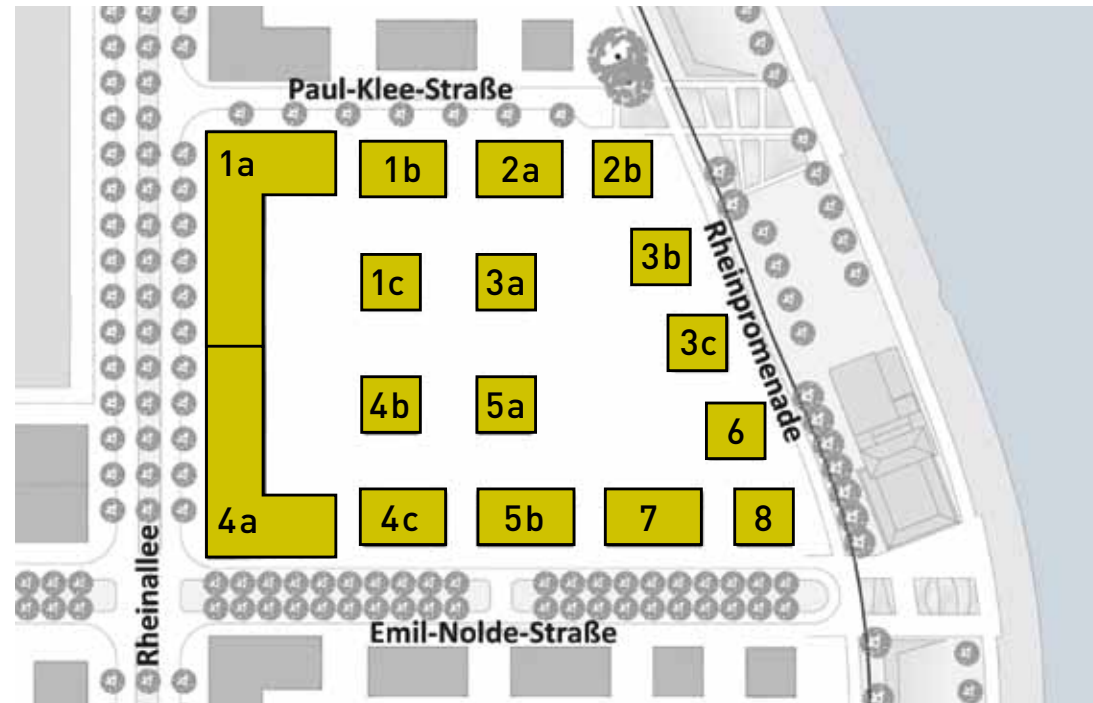 Paul-Klee-Straße
1a
1b
2a
2b
Rheinpromenade
3b
1c
3a
3c
4b
5a
6
4a
4c
5b
7
8
Rheinallee
Emil-Nolde-Straße